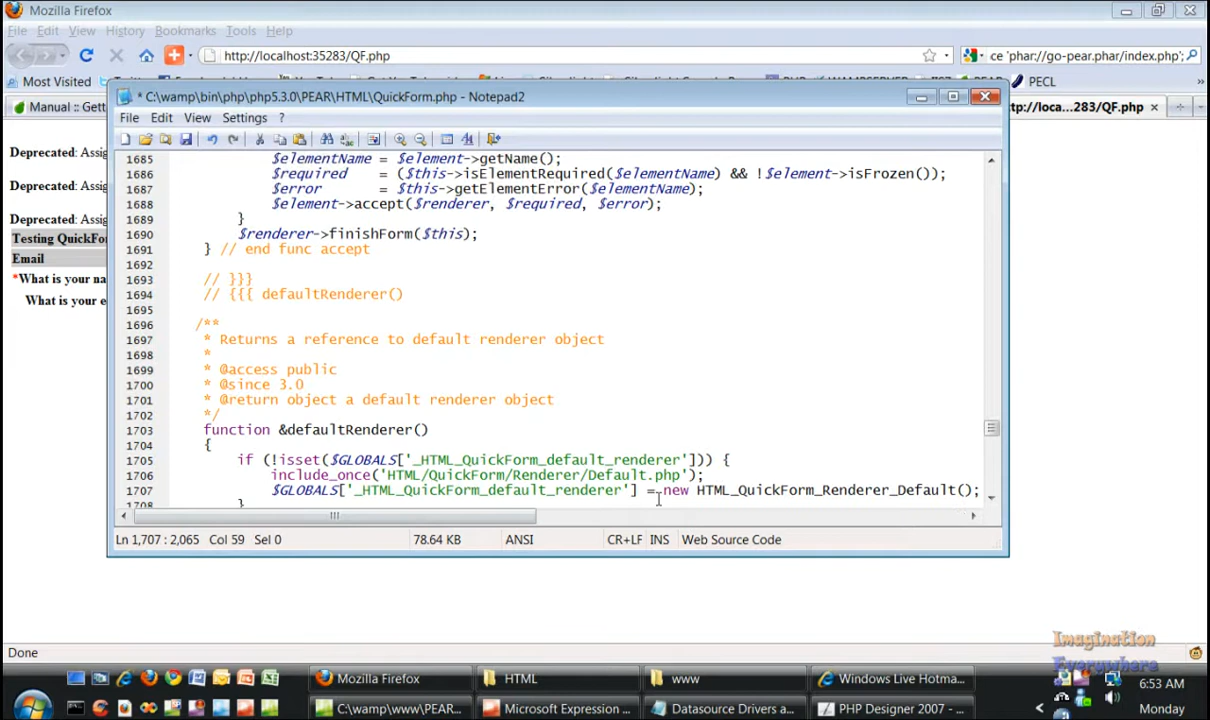 Mozilla Firefox
File Edit View History Bookmarks Tools Help
http://localhost:35283/QF.php
ce 'phar://go-pear.phar/index.php';
Most Visited
PECL
Manual :: Gett
tp://loca...283/QF.php
* C:\wamp\bin\php\php5.3.0\PEAR\HTML\QuickForm.php - Notepad2
File Edit View Settings ?
Deprecated: Assig
Deprecated: Assig
Deprecated: Assig
Testing QuickFor
Email
*What is your na
What is your e
1685 $elementName = $element->getName();
1686 $required = ($this->isElementRequired($elementName) && !$element->isFrozen());
1687 $error = $this->getElementError($elementName);
1688 $element->accept($renderer, $required, $error);
1689 }
1690 $renderer->finishForm($this);
1691 } // end func accept
1692
1693 // }}}
1694 // {{{ defaultRenderer()
1695
1696 /**
1697 * Returns a reference to default renderer object
1698 *
1699 * @access public
1700 * @since 3.0
1701 * @return object a default renderer object
1702 */
1703 function &defaultRenderer()
1704 {
1705 if (!isset($GLOBALS['_HTML_QuickForm_default_renderer'])) {
1706 include_once('HTML/QuickForm/Renderer/Default.php');
1707 $GLOBALS['_HTML_QuickForm_default_renderer'] = new HTML_QuickForm_Renderer_Default();
1708 }
Ln 1,707 : 2,065 Col 59 Sel 0 78.64 KB ANSI CR+LF INS Web Source Code
Done
Imagination
Everywhere
Mozilla Firefox HTML www Windows Live Hotma...
6:53 AM
C:\wamp\www\PEAR... Microsoft Expression ... Datasource Drivers a... PHP Designer 2007 - ...
Monday